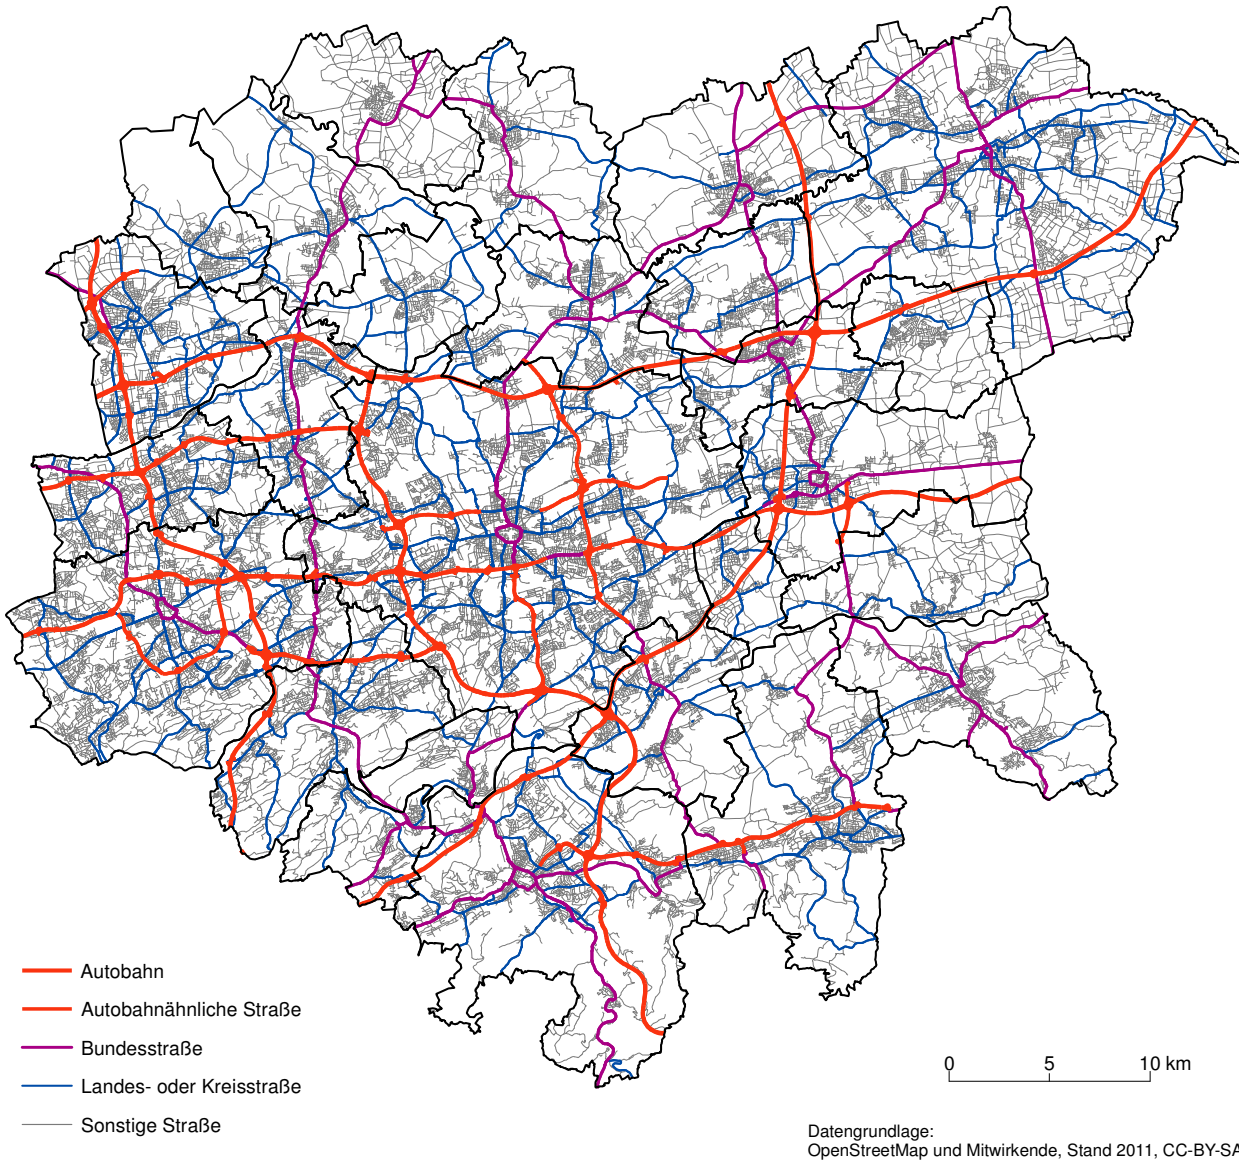 Autobahn
Autobahnähnliche Straße
Bundesstraße
Landes- oder Kreisstraße
Sonstige Straße
0 5 10 km
Datengrundlage:
OpenStreetMap und Mitwirkende, Stand 2011, CC-BY-SA